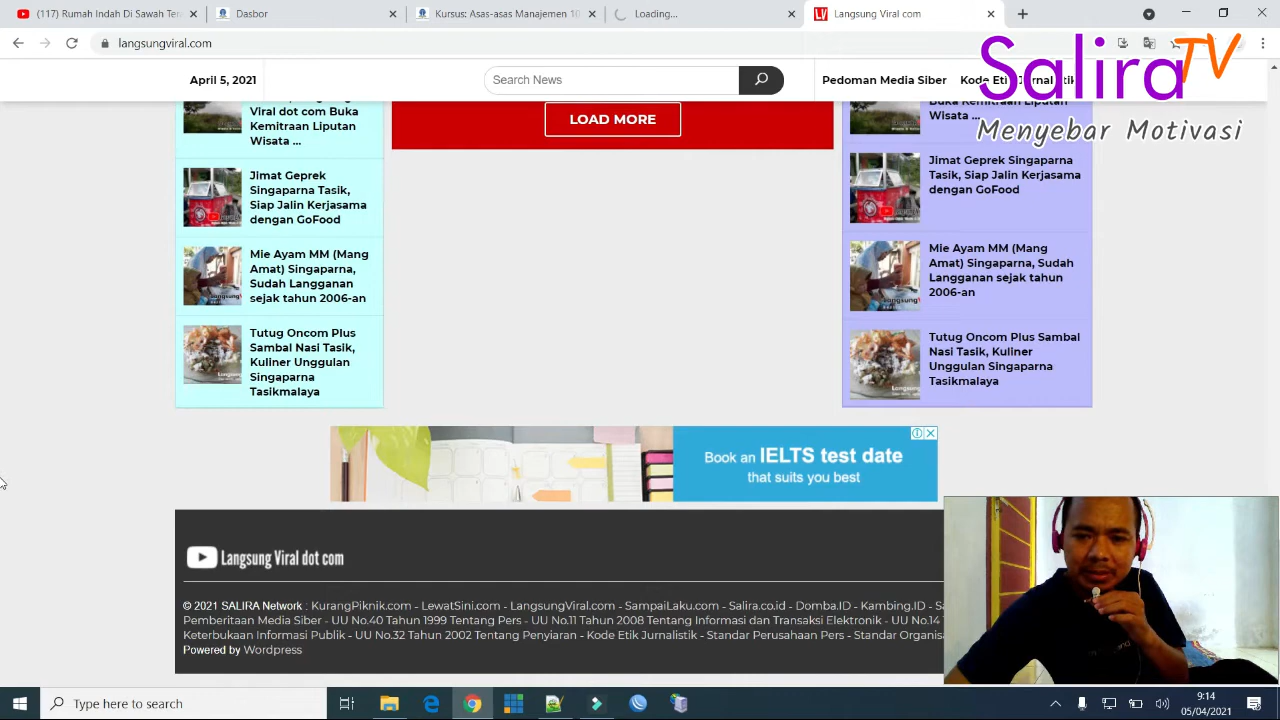 (117) Rumah Indah Di Sawah Ten
Dasbor
Kursus: Asas-asas Manajemen 10
Loading...
Langsung Viral com
langsungviral.com
Salira TV
Menyebar Motivasi
April 5, 2021
Search News
Pedoman Media Siber
Kode Etik Jurnalistik
Viral dot com Buka
Kemitraan Liputan
Wisata ...
Jimat Geprek
Singaparna Tasik,
Siap Jalin Kerjasama
dengan GoFood
Mie Ayam MM (Mang
Amat) Singaparna,
Sudah Langganan
sejak tahun 2006-an
Tutug Oncom Plus
Sambal Nasi Tasik,
Kuliner Unggulan
Singaparna
Tasikmalaya
LOAD MORE
Buka Kemitraan Liputan
Wisata ...
Jimat Geprek Singaparna
Tasik, Siap Jalin Kerjasama
dengan GoFood
Mie Ayam MM (Mang
Amat) Singaparna, Sudah
Langganan sejak tahun
2006-an
Tutug Oncom Plus Sambal
Nasi Tasik, Kuliner
Unggulan Singaparna
Tasikmalaya
Book an IELTS test date
that suits you best
Langsung Viral dot com
© 2021 SALIRA Network : KurangPiknik.com - LewatSini.com - LangsungViral.com - SampaiLaku.com - Salira.co.id - Domba.ID - Kambing.ID - Sa
Pemberitaan Media Siber - UU No.40 Tahun 1999 Tentang Pers - UU No.11 Tahun 2008 Tentang Informasi dan Transaksi Elektronik - UU No.14
Keterbukaan Informasi Publik - UU No.32 Tahun 2002 Tentang Penyiaran - Kode Etik Jurnalistik - Standar Perusahaan Pers - Standar Organisa
Powered by Wordpress
Type here to search
9:14
05/04/2021